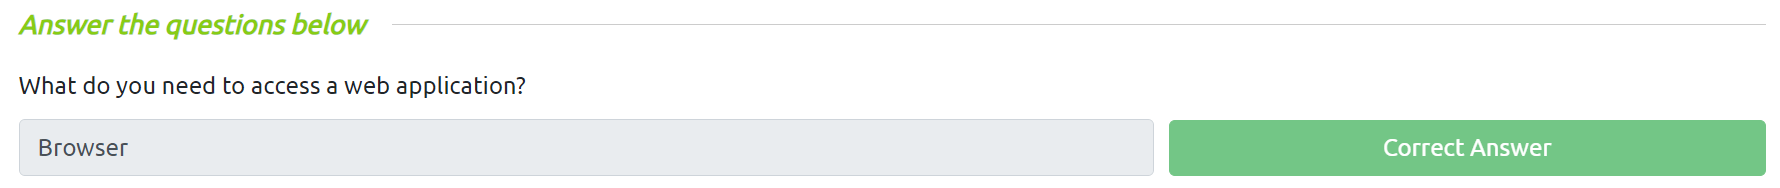 Answer the questions below
What do you need to access a web application?
Browser
Correct Answer